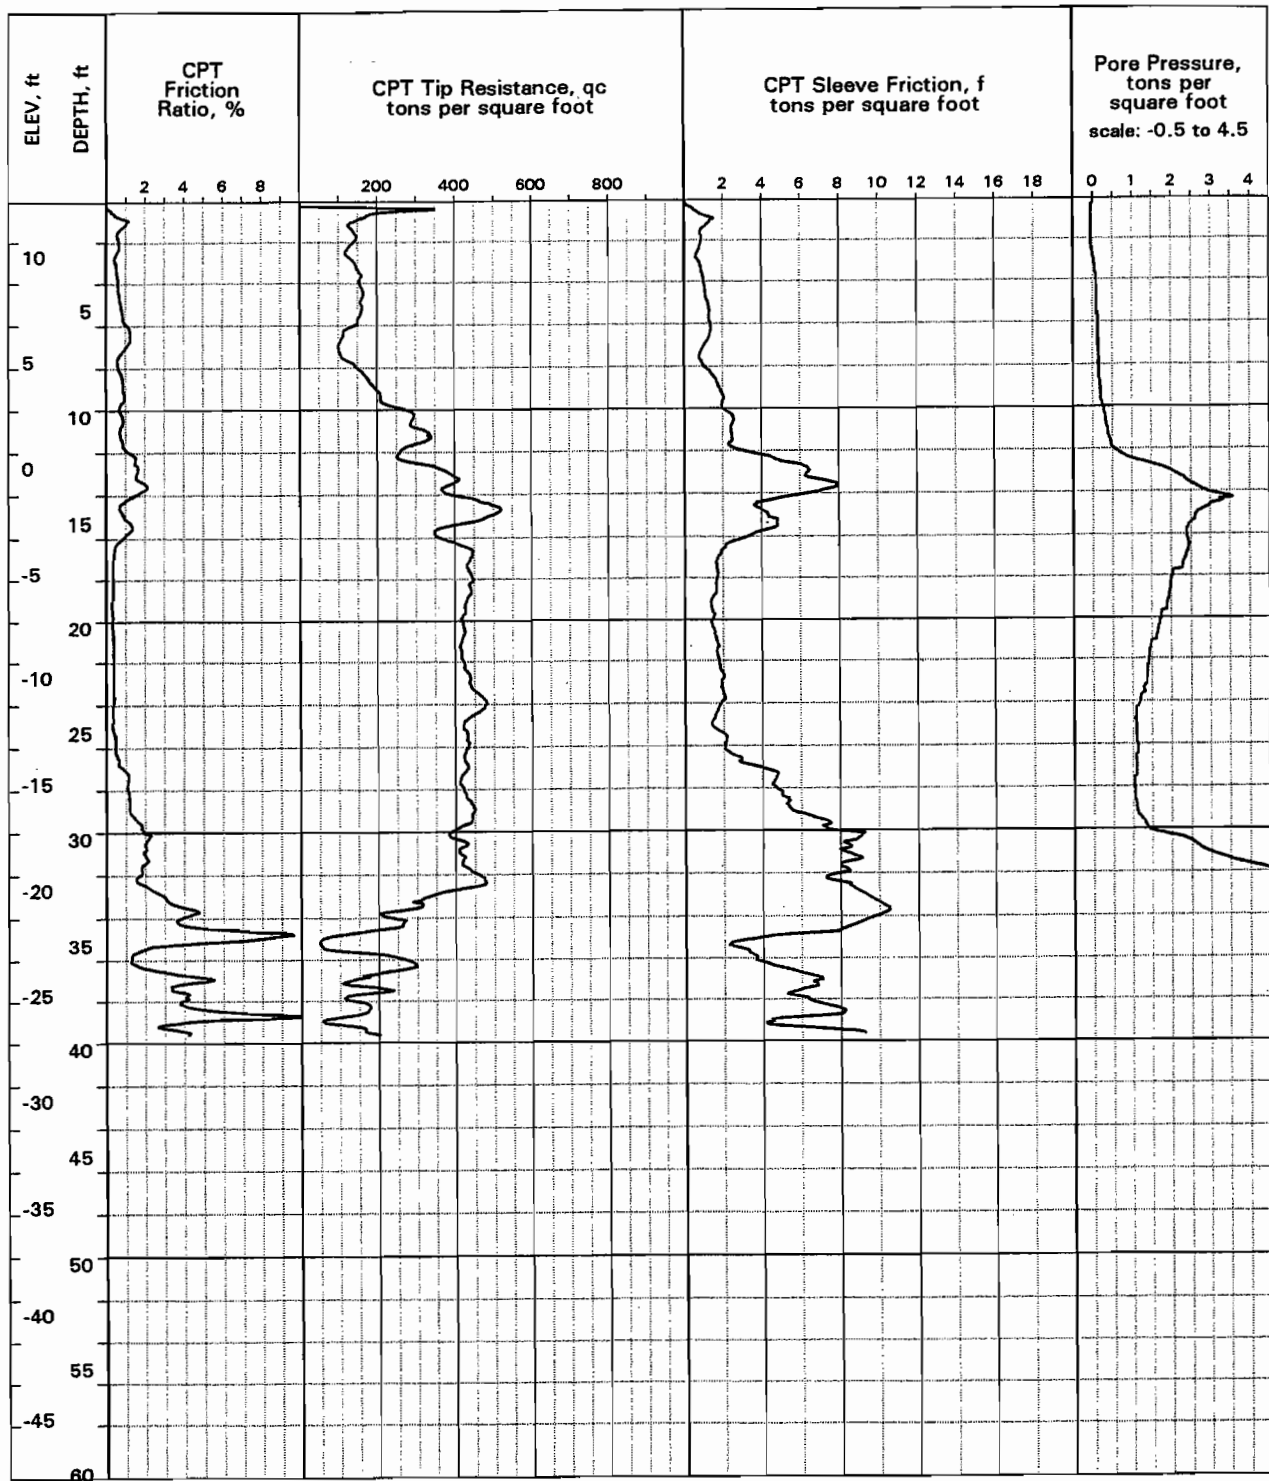 ELEV, ft
DEPTH, ft
CPT
Friction
Ratio, %
CPT Tip Resistance, qc
tons per square foot
CPT Sleeve Friction, f
tons per square foot
Pore Pressure,
tons per
square foot
scale: -0.5 to 4.5
2 4 6 8
200 400 600 800
2 4 6 8 10 12 14 16 18
0 1 2 3 4
10
5
5
10
0
15
-5
20
-10
25
-15
30
-20
35
-25
40
-30
45
-35
50
-40
55
-45
60